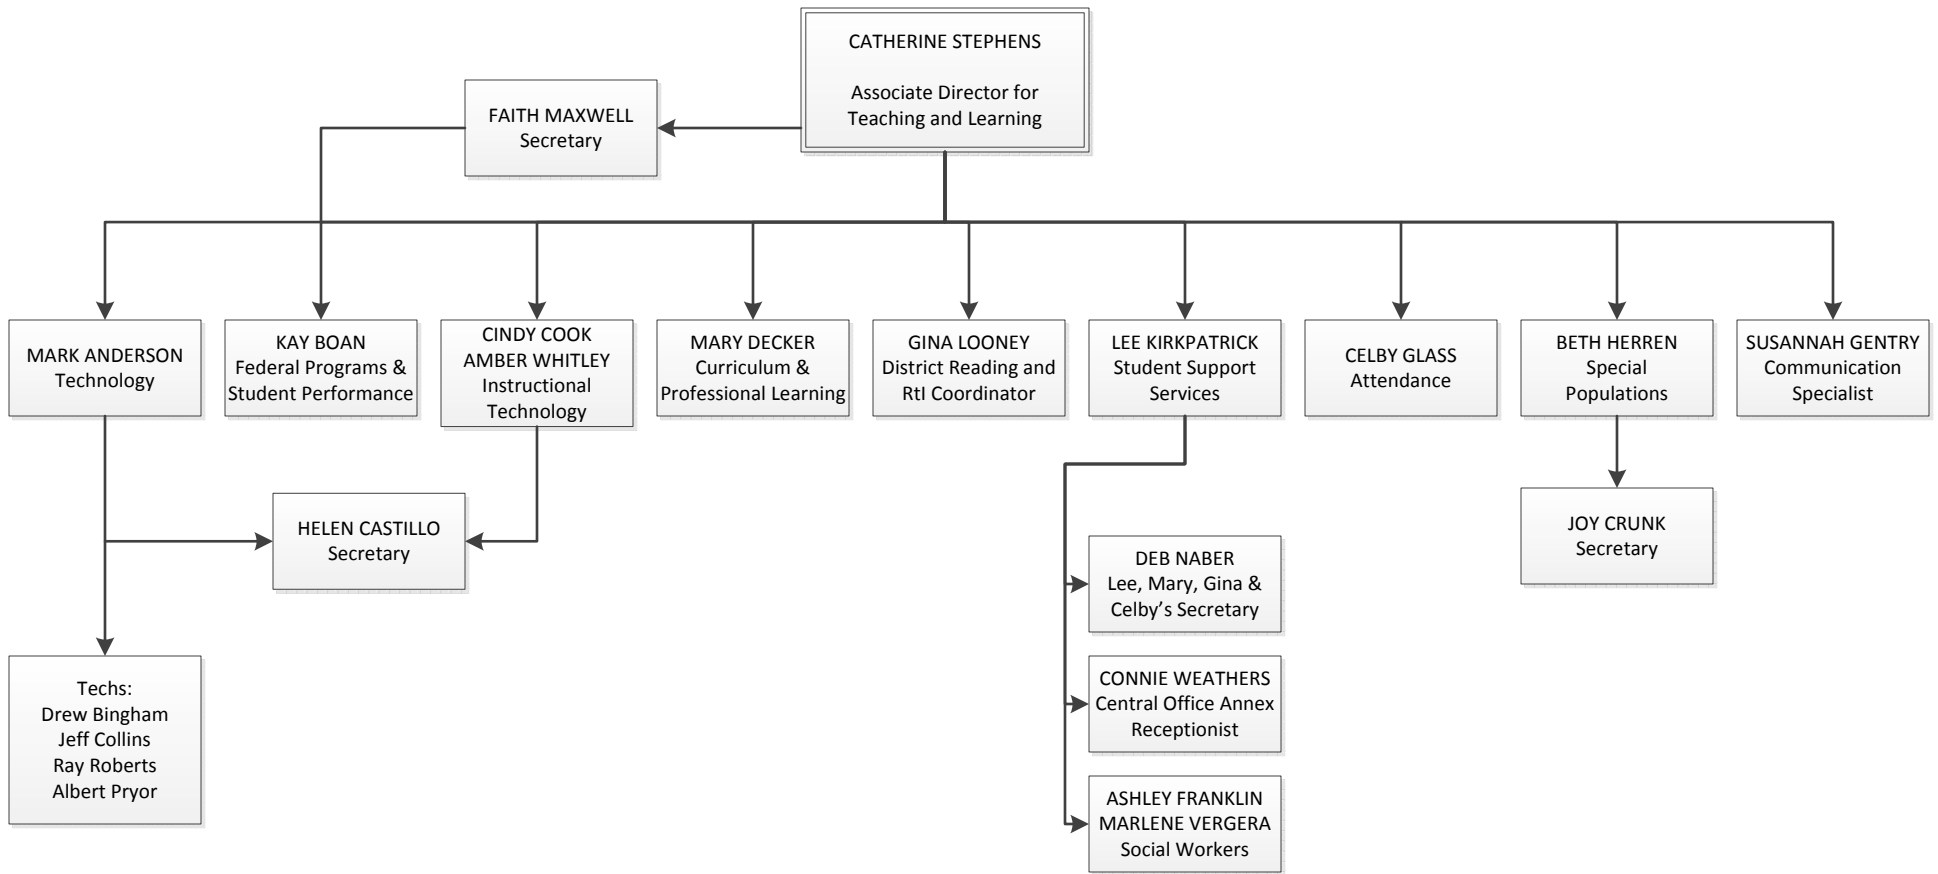 CATHERINE STEPHENS
Associate Director for
Teaching and Learning
FAITH MAXWELL
Secretary
MARK ANDERSON
Technology
KAY BOAN
Federal Programs &
Student Performance
CINDY COOK
AMBER WHITLEY
Instructional
Technology
MARY DECKER
Curriculum &
Professional Learning
GINA LOONEY
District Reading and
RtI Coordinator
LEE KIRKPATRICK
Student Support
Services
CELBY GLASS
Attendance
BETH HERREN
Special
Populations
SUSANNAH GENTRY
Communication
Specialist
HELEN CASTILLO
Secretary
JOY CRUNK
Secretary
DEB NABER
Lee, Mary, Gina &
Celby’s Secretary
CONNIE WEATHERS
Central Office Annex
Receptionist
ASHLEY FRANKLIN
MARLENE VERGERA
Social Workers
Techs:
Drew Bingham
Jeff Collins
Ray Roberts
Albert Pryor